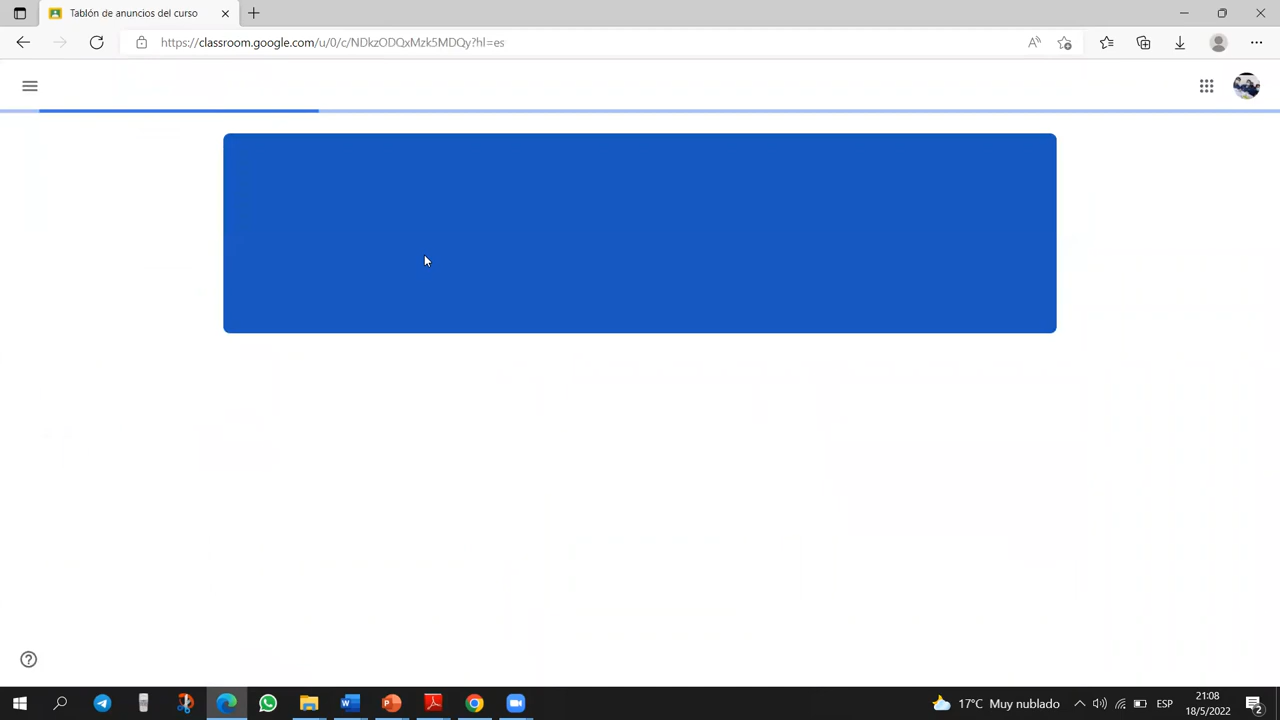 Tablón de anuncios del curso
https://classroom.google.com/u/0/c/NDkzODQxMzk5MDQy?hl=es
17°C Muy nublado
ESP
21:08
18/5/2022
2